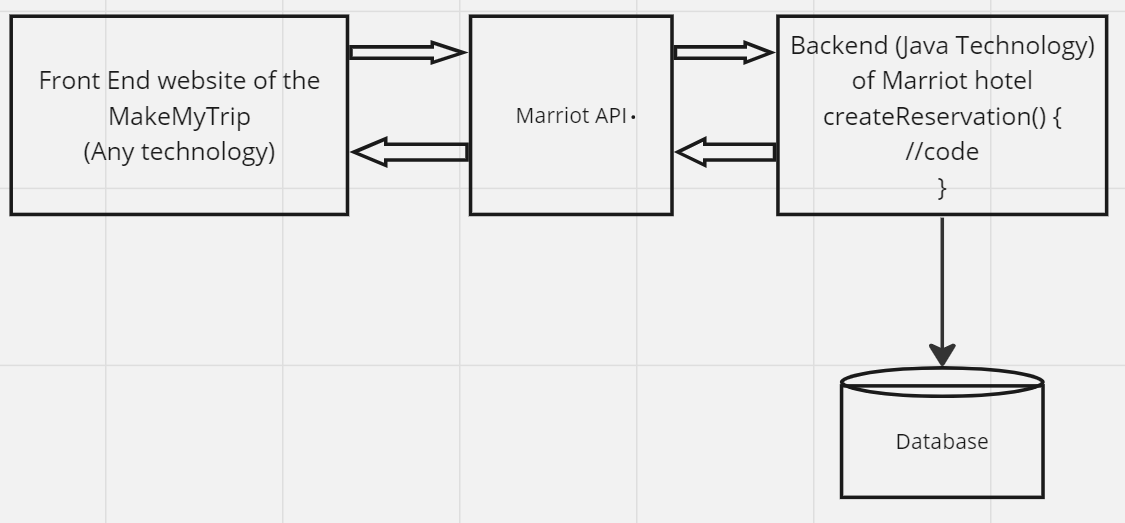 Front End website of the
MakeMyTrip
(Any technology)
Marriot API.
Backend (Java Technology)
of Marriot hotel
createReservation() {
//code
}
Database